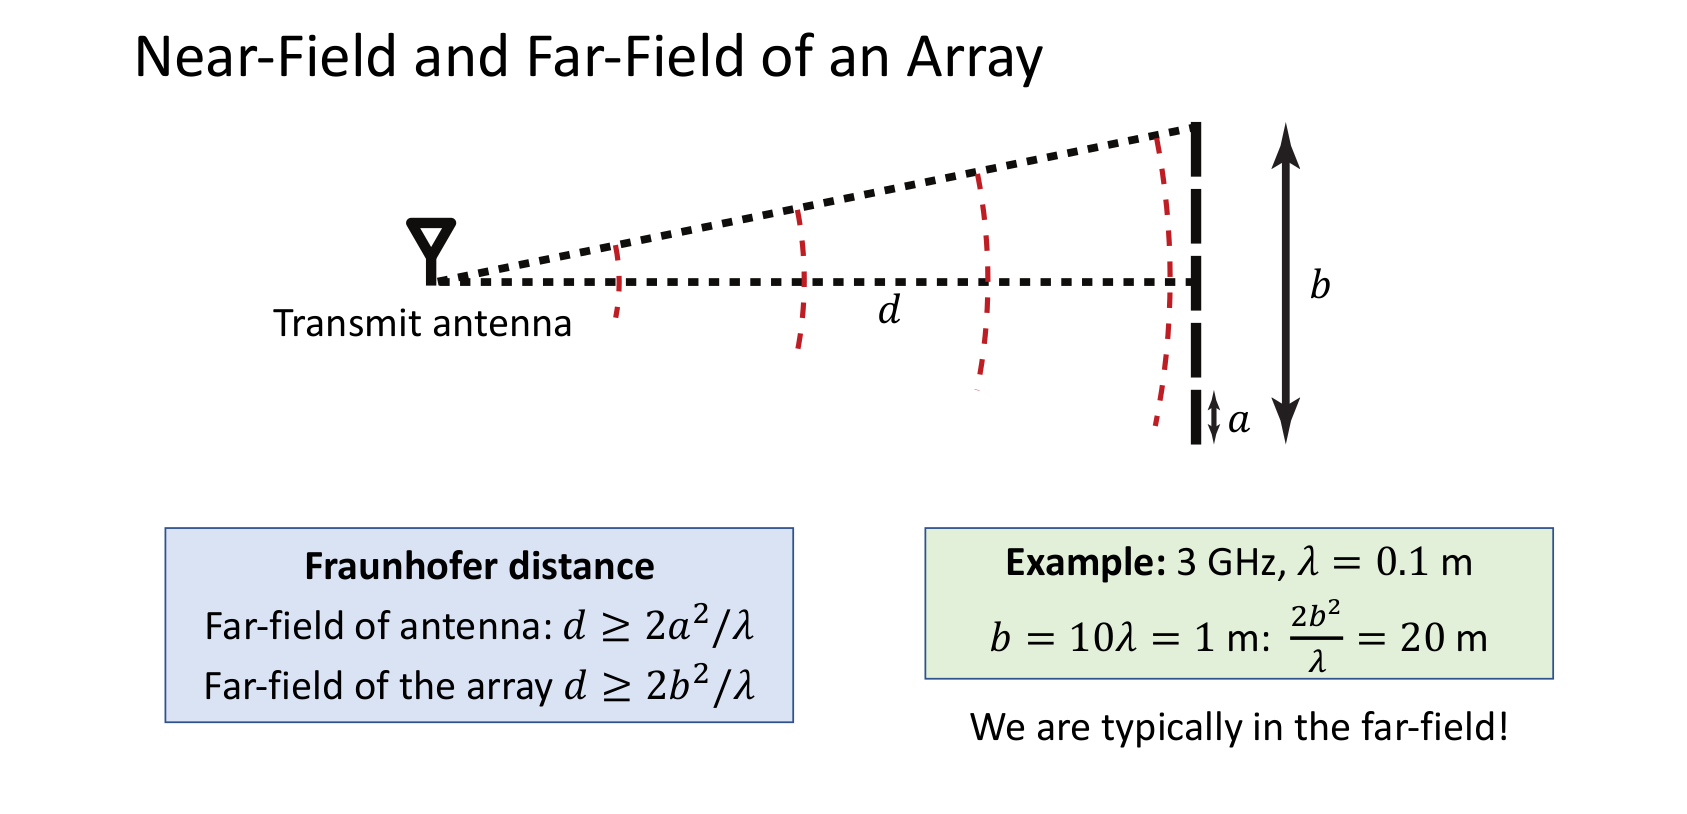 Near-Field and Far-Field of an Array
Transmit antenna
d
b
a
Fraunhofer distance
Far-field of antenna: d ≥ 2a²/λ
Far-field of the array d ≥ 2b²/λ
Example: 3 GHz, λ = 0.1 m
b = 10λ = 1 m: 2b²/λ = 20 m
We are typically in the far-field!